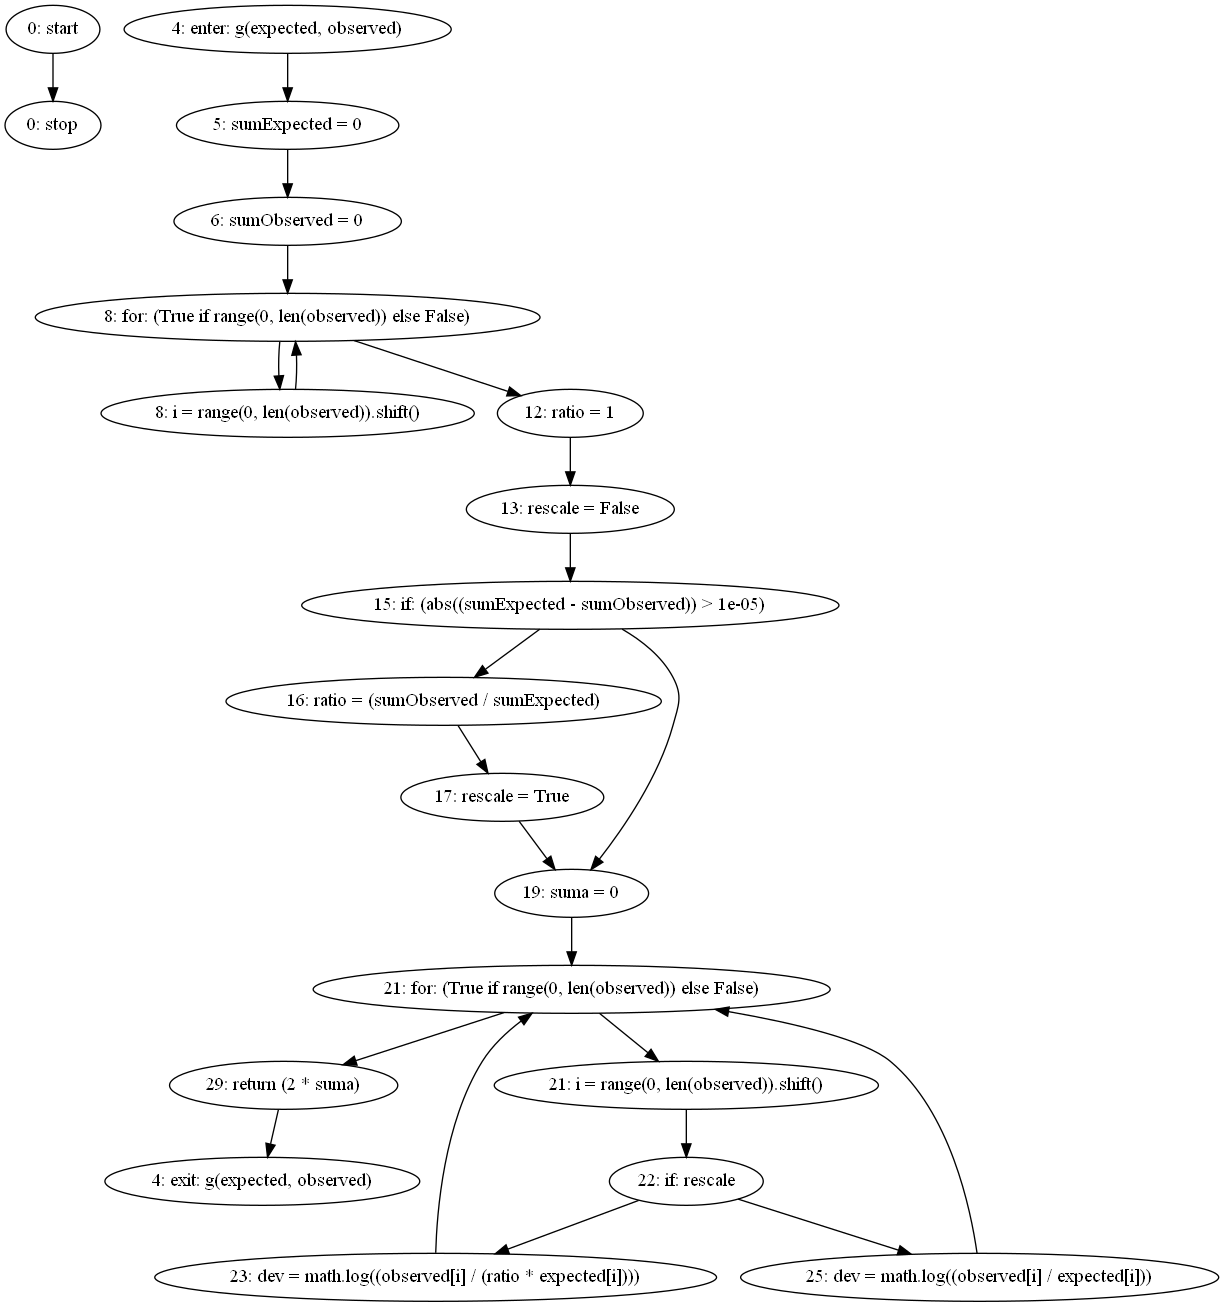 0: start
4: enter: g(expected, observed)
0: stop
5: sumExpected = 0
6: sumObserved = 0
8: for: (True if range(0, len(observed)) else False)
8: i = range(0, len(observed)).shift()
12: ratio = 1
13: rescale = False
15: if: (abs((sumExpected - sumObserved)) > 1e-05)
16: ratio = (sumObserved / sumExpected)
17: rescale = True
19: suma = 0
21: for: (True if range(0, len(observed)) else False)
29: return (2 * suma)
21: i = range(0, len(observed)).shift()
4: exit: g(expected, observed)
22: if: rescale
23: dev = math.log((observed[i] / (ratio * expected[i])))
25: dev = math.log((observed[i] / expected[i]))